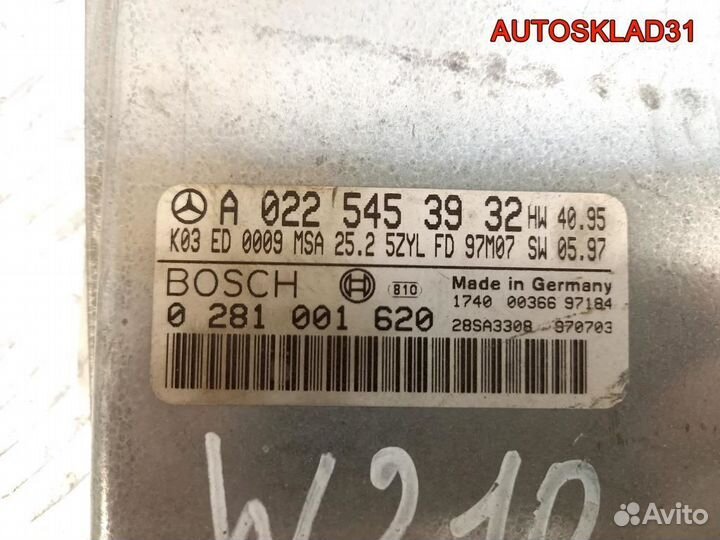 AUTOSKLAD31
A 022 545 39 32 HW 40.95
K03 ED 0009 MSA 25.2 5ZYL FD 97M07 SW 05.97
BOSCH 810 Made in Germany
1740 00366 97184
0 281 001 620 28SA3308 970703
W210
Avito